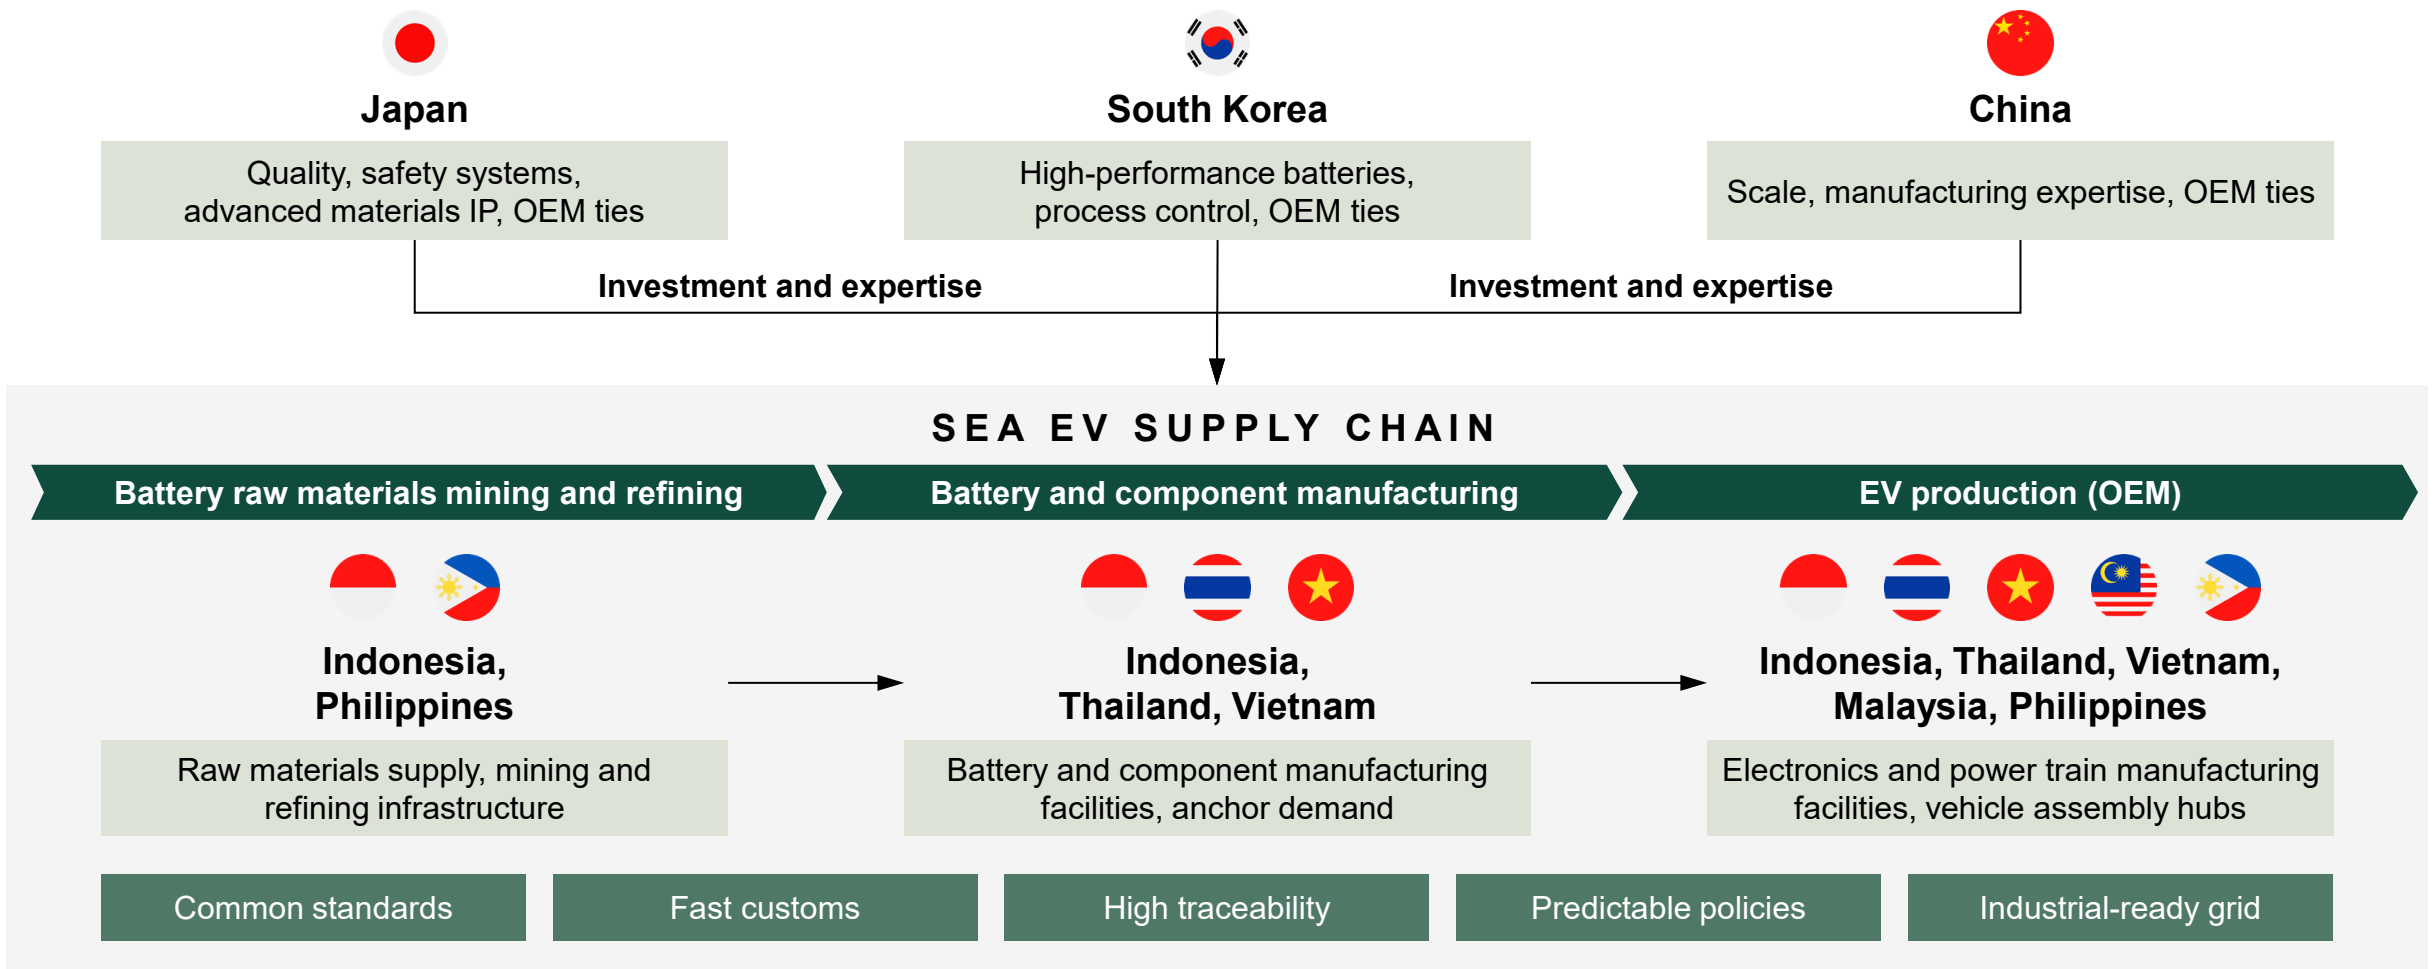 Japan
South Korea
China
Quality, safety systems,
advanced materials IP, OEM ties
High-performance batteries,
process control, OEM ties
Scale, manufacturing expertise, OEM ties
Investment and expertise
Investment and expertise
SEA EV SUPPLY CHAIN
Battery raw materials mining and refining
Battery and component manufacturing
EV production (OEM)
Indonesia,
Philippines
Indonesia,
Thailand, Vietnam
Indonesia, Thailand, Vietnam,
Malaysia, Philippines
Raw materials supply, mining and
refining infrastructure
Battery and component manufacturing
facilities, anchor demand
Electronics and power train manufacturing
facilities, vehicle assembly hubs
Common standards
Fast customs
High traceability
Predictable policies
Industrial-ready grid